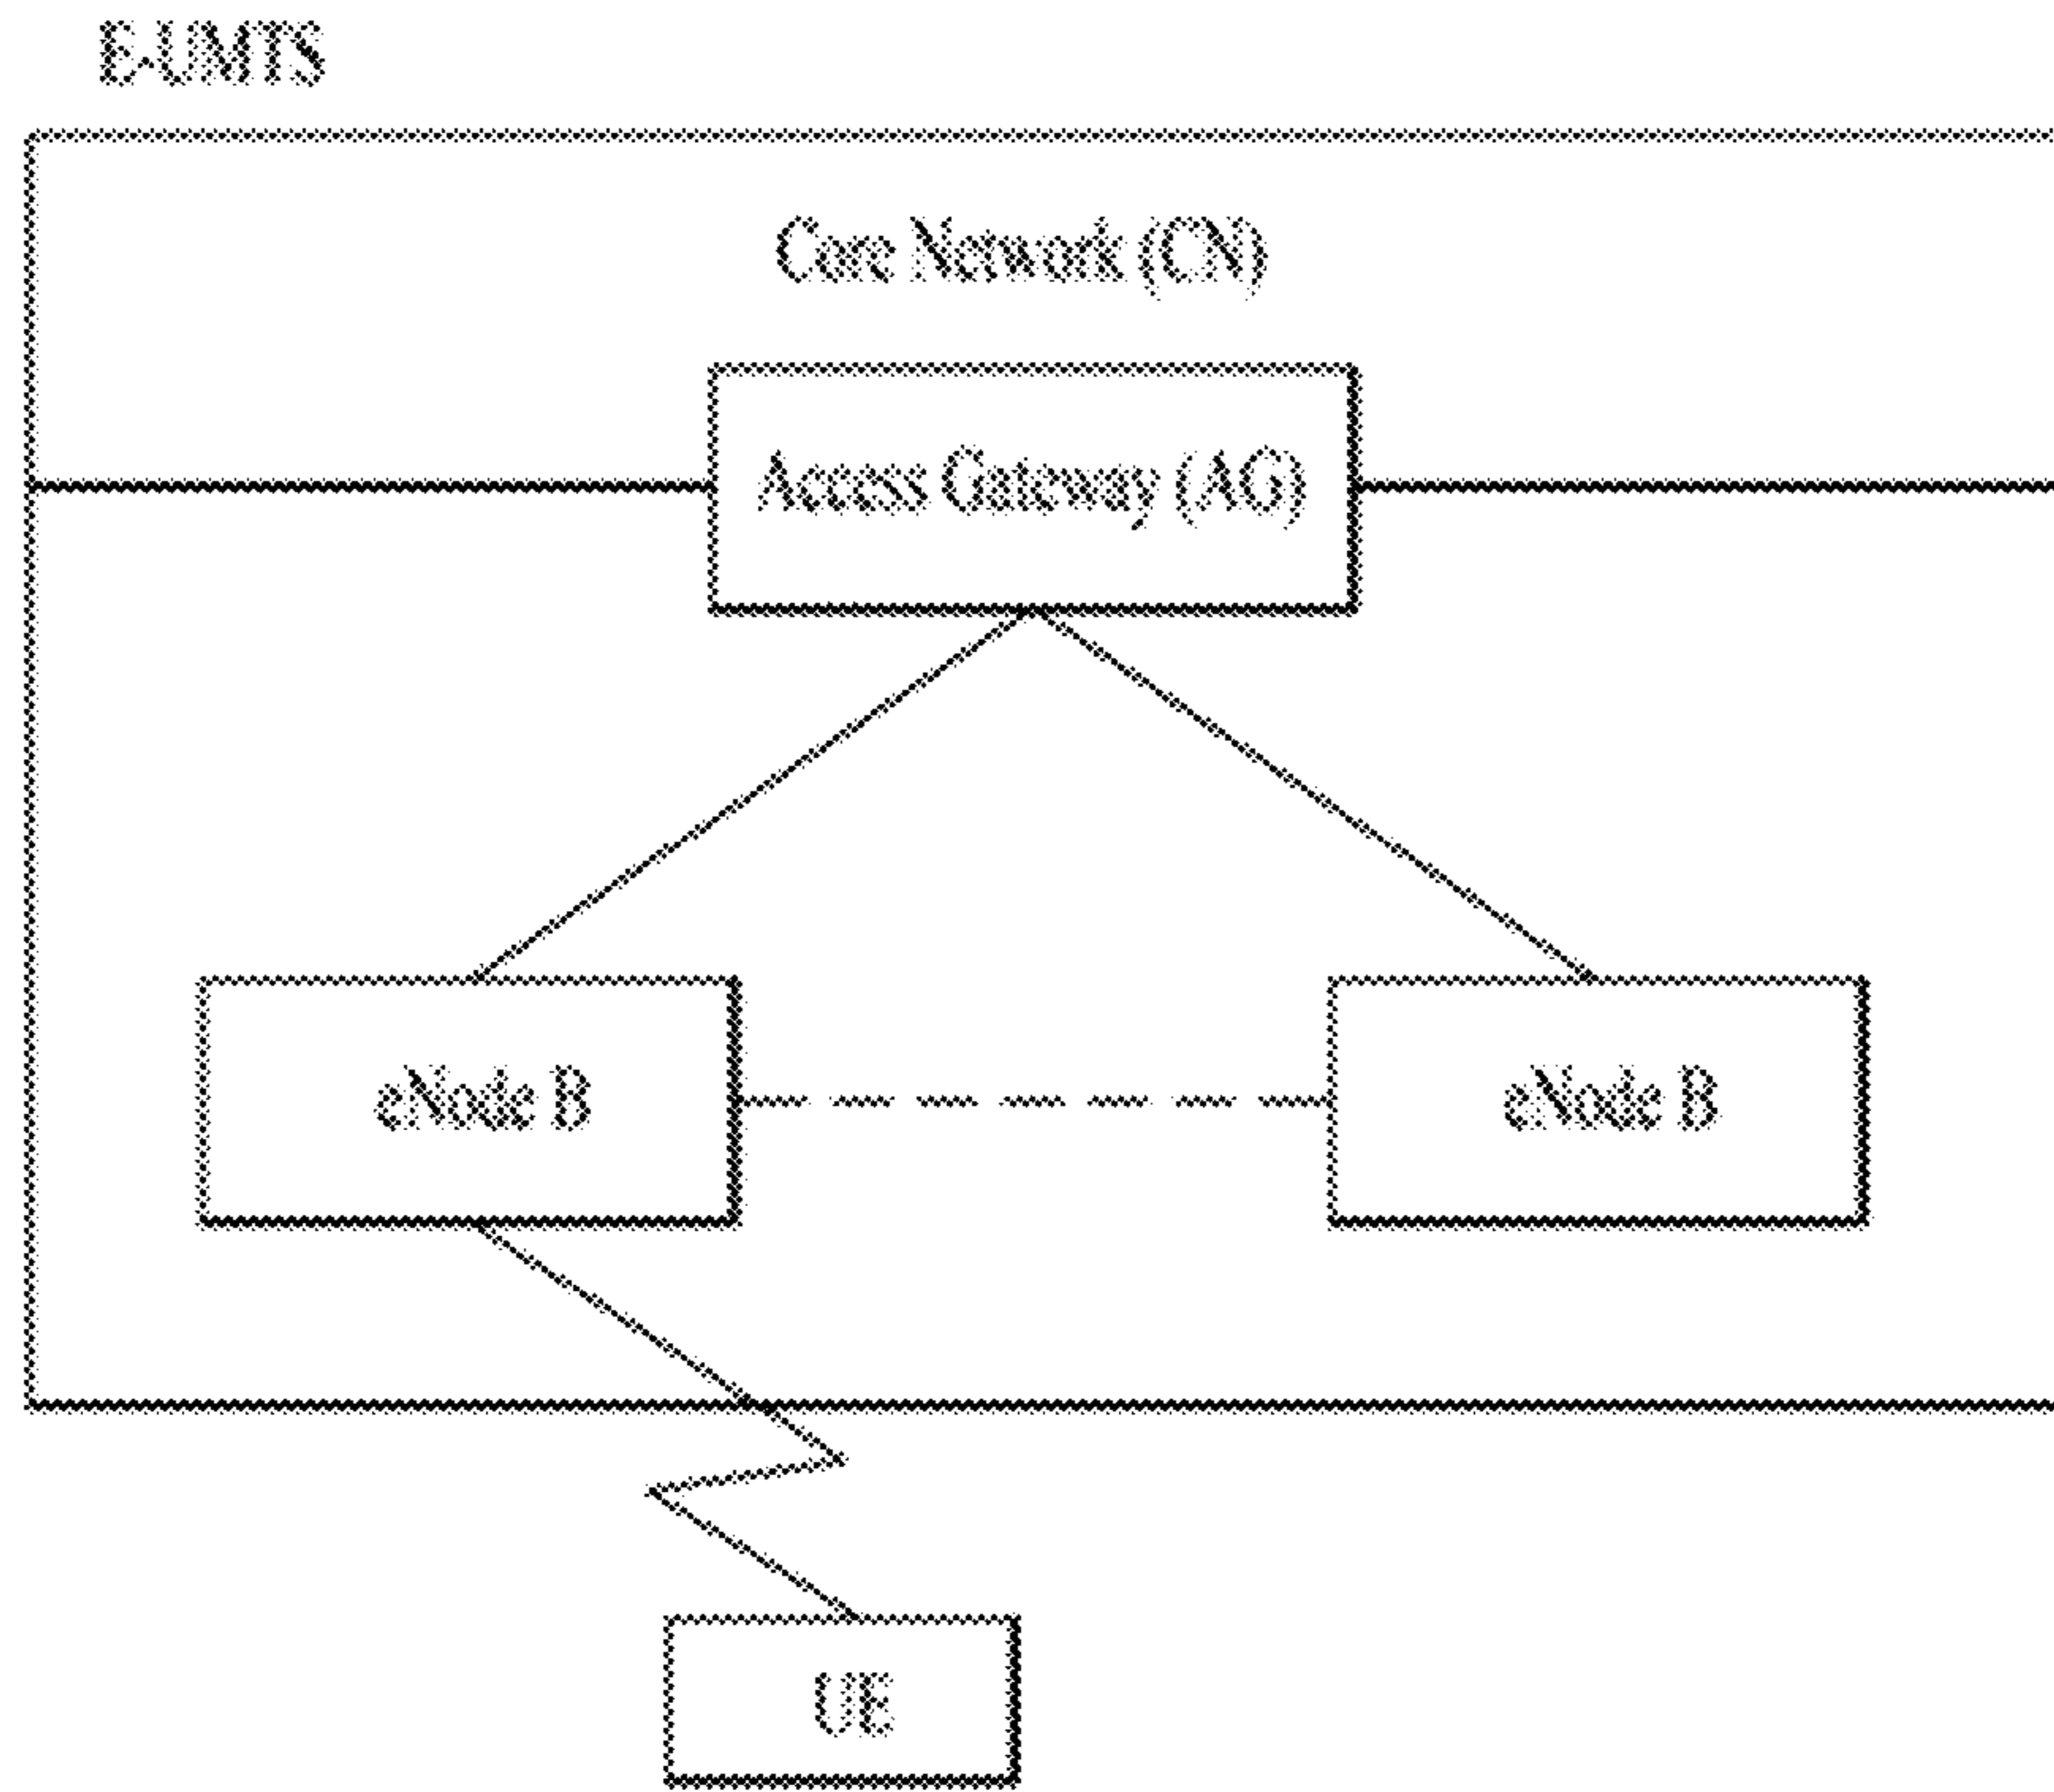 E-UMTS
Core Network (CN)
Access Gateway (AG)
eNode B
eNode B
UE